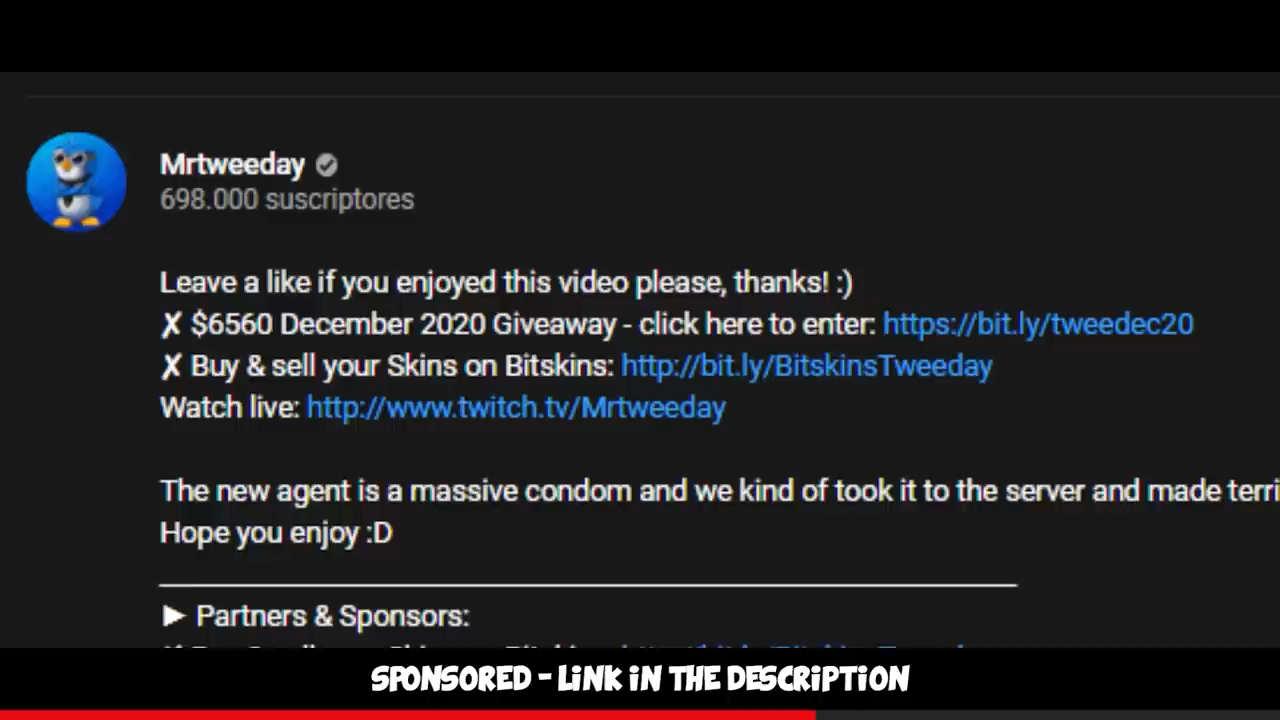 Mrtweeday
698.000 suscriptores
Leave a like if you enjoyed this video please, thanks! :)
✘ $6560 December 2020 Giveaway - click here to enter: https://bit.ly/tweedec20
✘ Buy & sell your Skins on Bitskins: http://bit.ly/BitskinsTweeday
Watch live: http://www.twitch.tv/Mrtweeday
The new agent is a massive condom and we kind of took it to the server and made terri
Hope you enjoy :D
► Partners & Sponsors:
SPONSORED - LINK IN THE DESCRIPTION